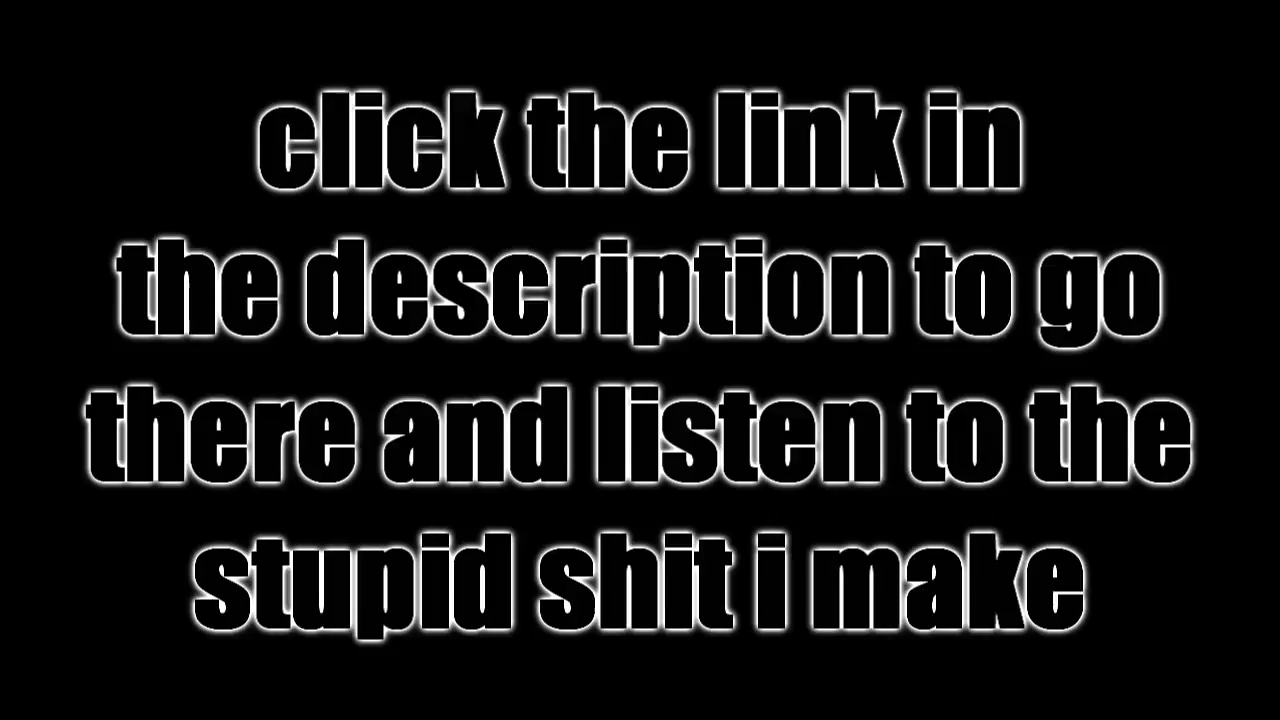 click the link in
the description to go
there and listen to the
stupid shit i make